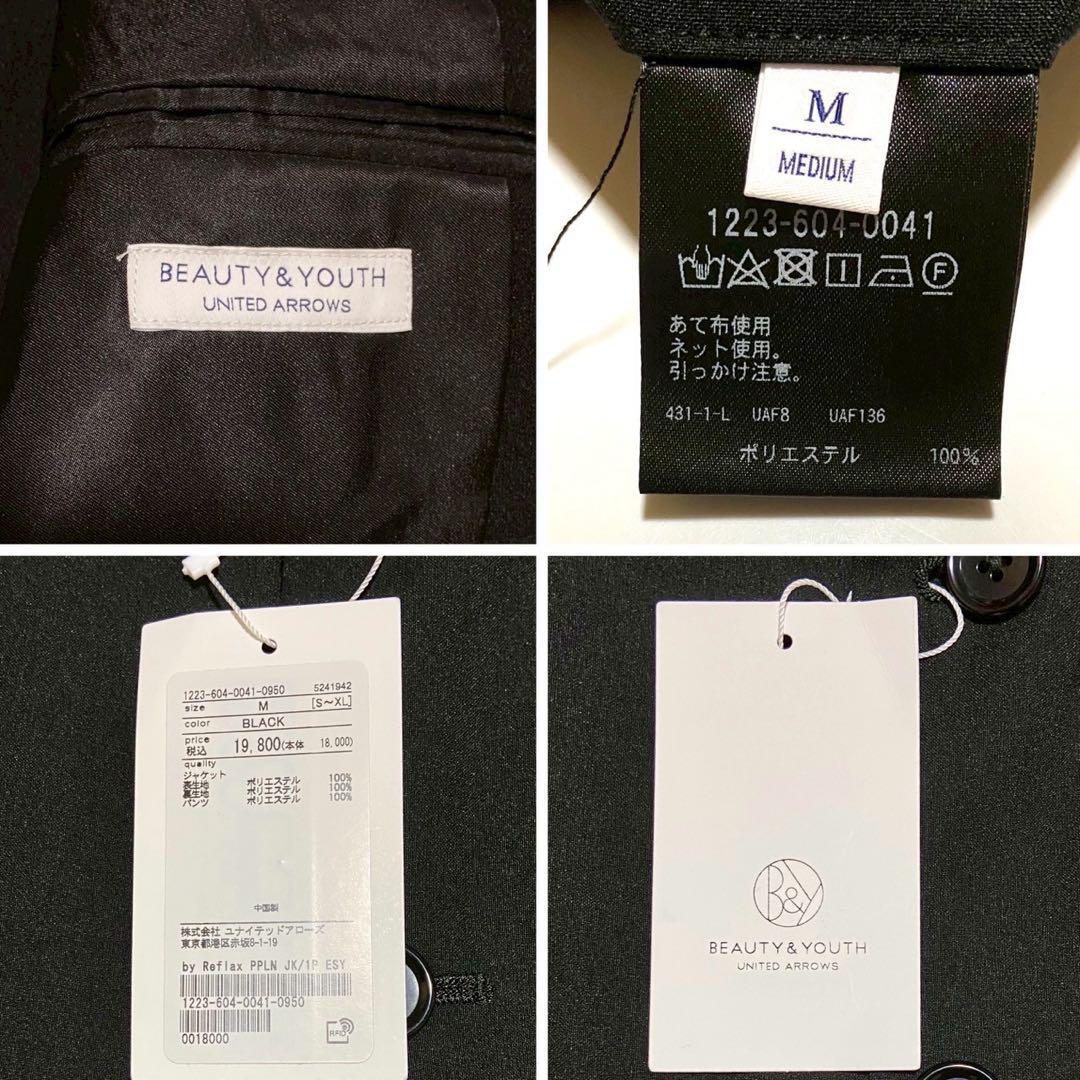 BEAUTY&YOUTH
UNITED ARROWS
M
MEDIUM
1223-604-0041
F
あて布使用
ネット使用。
引っかけ注意。
431-1-L UAF8 UAF136
ポリエステル 100%
1223-604-0041-0950 5241942
size M [S~XL]
color BLACK
price
税込 19,800(本体 18,000)
quality
ジャケット
表生地 ポリエステル 100%
裏生地 ポリエステル 100%
パンツ ポリエステル 100%
中国製
株式会社 ユナイテッドアローズ
東京都港区赤坂8-1-19
by Reflax PPLN JK/1P ESY
1223-604-0041-0950
0018000
RFID
B&Y
BEAUTY&YOUTH
UNITED ARROWS